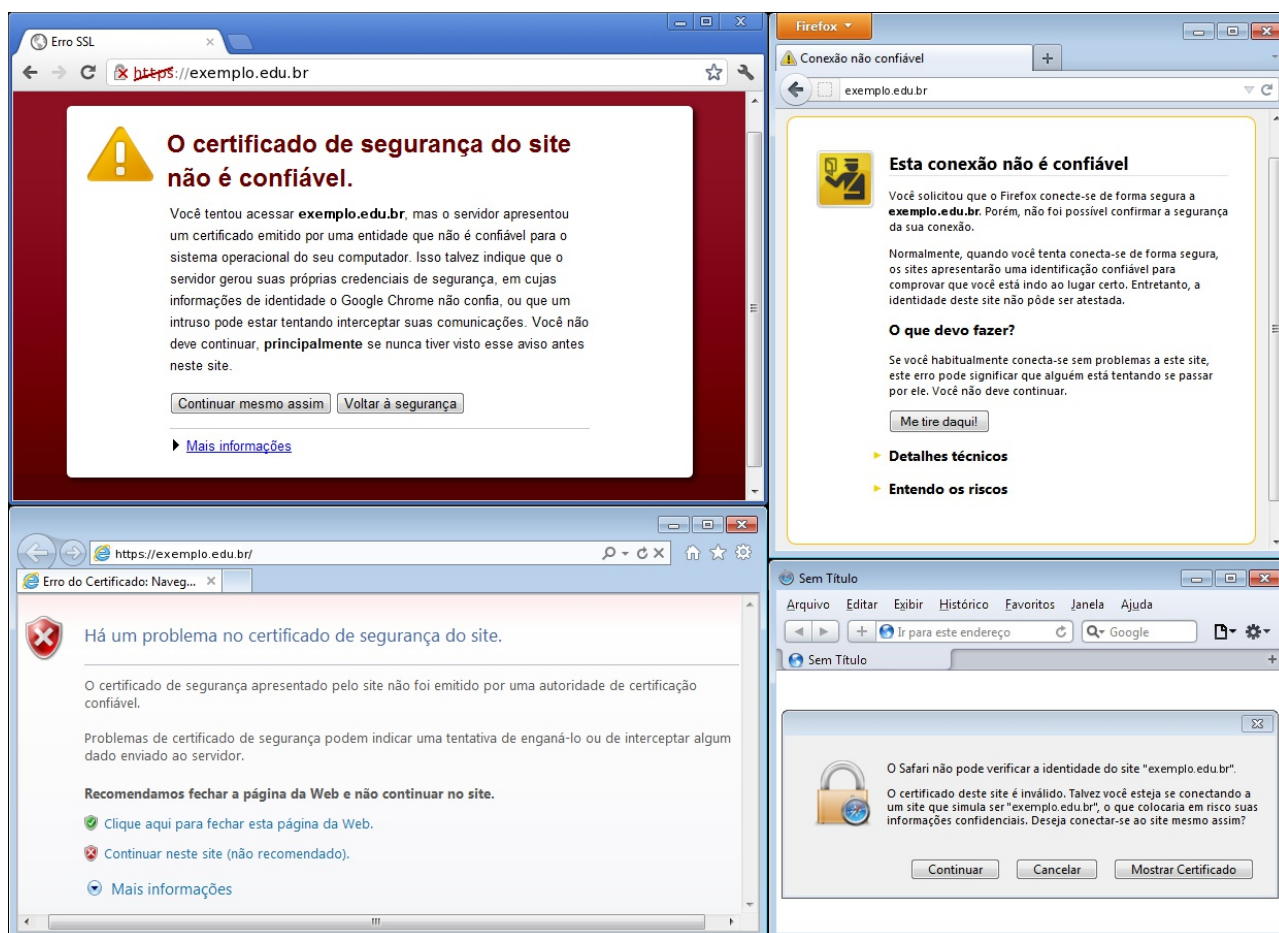 Erro SSL
https://exemplo.edu.br
O certificado de segurança do site
não é confiável.
Você tentou acessar exemplo.edu.br, mas o servidor apresentou
um certificado emitido por uma entidade que não é confiável para o
sistema operacional do seu computador. Isso talvez indique que o
servidor gerou suas próprias credenciais de segurança, em cujas
informações de identidade o Google Chrome não confia, ou que um
intruso pode estar tentando interceptar suas comunicações. Você não
deve continuar, principalmente se nunca tiver visto esse aviso antes
neste site.
Continuar mesmo assim Voltar à segurança
Mais informações
Firefox
Conexão não confiável
exemplo.edu.br
Esta conexão não é confiável
Você solicitou que o Firefox conecte-se de forma segura a
exemplo.edu.br. Porém, não foi possível confirmar a segurança
da sua conexão.
Normalmente, quando você tenta conecta-se de forma segura,
os sites apresentarão uma identificação confiável para
comprovar que você está indo ao lugar certo. Entretanto, a
identidade deste site não pôde ser atestada.
O que devo fazer?
Se você habitualmente conecta-se sem problemas a este site,
este erro pode significar que alguém está tentando se passar
por ele. Você não deve continuar.
Me tire daqui!
Detalhes técnicos
Entendo os riscos
https://exemplo.edu.br/
Erro do Certificado: Naveg...
Há um problema no certificado de segurança do site.
O certificado de segurança apresentado pelo site não foi emitido por uma autoridade de certificação
confiável.
Problemas de certificado de segurança podem indicar uma tentativa de enganá-lo ou de interceptar algum
dado enviado ao servidor.
Recomendamos fechar a página da Web e não continuar no site.
Clique aqui para fechar esta página da Web.
Continuar neste site (não recomendado).
Mais informações
Sem Título
Arquivo Editar Exibir Histórico Favoritos Janela Ajuda
Ir para este endereço Google
Sem Título
O Safari não pode verificar a identidade do site "exemplo.edu.br".
O certificado deste site é inválido. Talvez você esteja se conectando a
um site que simula ser "exemplo.edu.br", o que colocaria em risco suas
informações confidenciais. Deseja conectar-se ao site mesmo assim?
Continuar Cancelar Mostrar Certificado